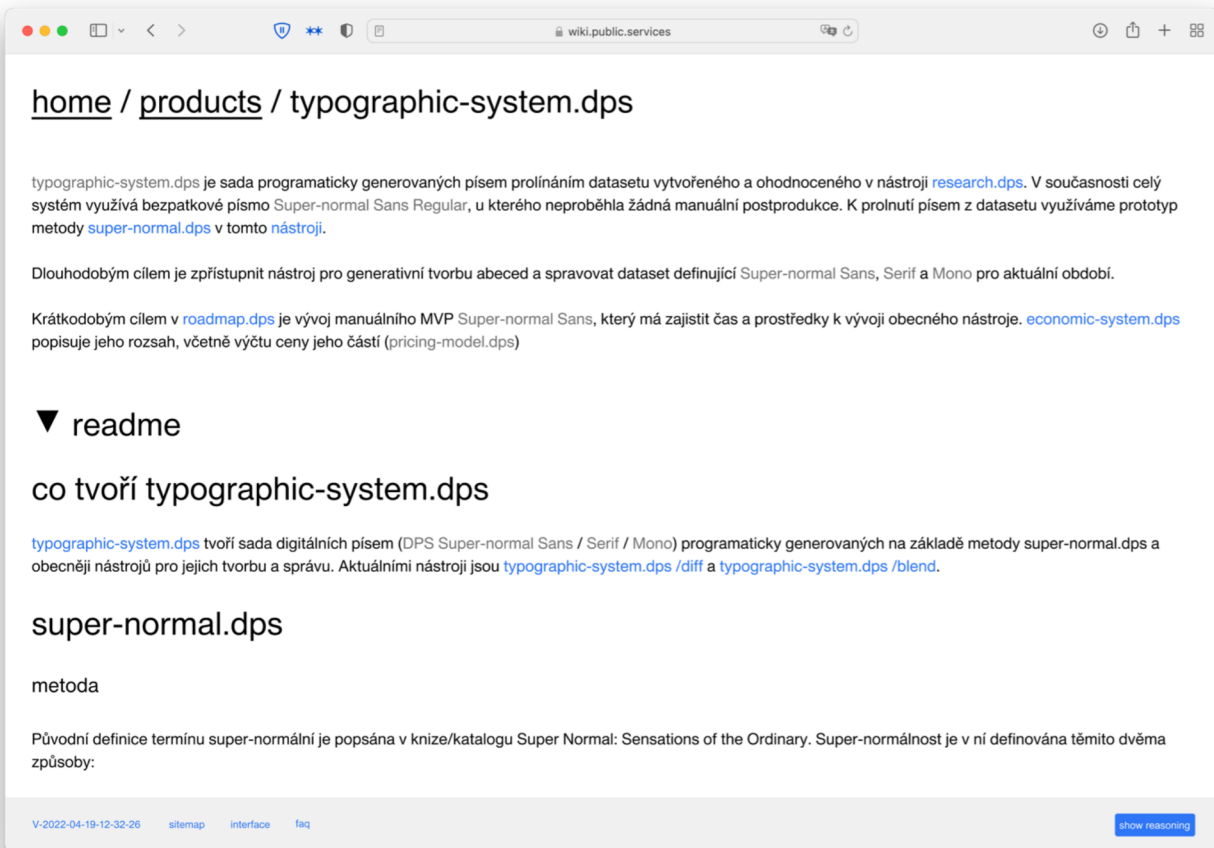 wiki.public.services
home / products / typographic-system.dps
typographic-system.dps je sada programaticky generovaných písem prolínáním datasetu vytvořeného a ohodnoceného v nástroji research.dps. V současnosti celý
systém využívá bezpatkové písmo Super-normal Sans Regular, u kterého neproběhla žádná manuální postprodukce. K prolnutí písem z datasetu využíváme prototyp
metody super-normal.dps v tomto nástroji.
Dlouhodobým cílem je zpřístupnit nástroj pro generativní tvorbu abeced a spravovat dataset definující Super-normal Sans, Serif a Mono pro aktuální období.
Krátkodobým cílem v roadmap.dps je vývoj manuálního MVP Super-normal Sans, který má zajistit čas a prostředky k vývoji obecného nástroje. economic-system.dps
popisuje jeho rozsah, včetně výčtu ceny jeho částí (pricing-model.dps)
▼ readme
co tvoří typographic-system.dps
typographic-system.dps tvoří sada digitálních písem (DPS Super-normal Sans / Serif / Mono) programaticky generovaných na základě metody super-normal.dps a
obecněji nástrojů pro jejich tvorbu a správu. Aktuálními nástroji jsou typographic-system.dps /diff a typographic-system.dps /blend.
super-normal.dps
metoda
Původní definice termínu super-normální je popsána v knize/katalogu Super Normal: Sensations of the Ordinary. Super-normálnost je v ní definována těmito dvěma
způsoby:
V-2022-04-19-12-32-26 sitemap interface faq show reasoning